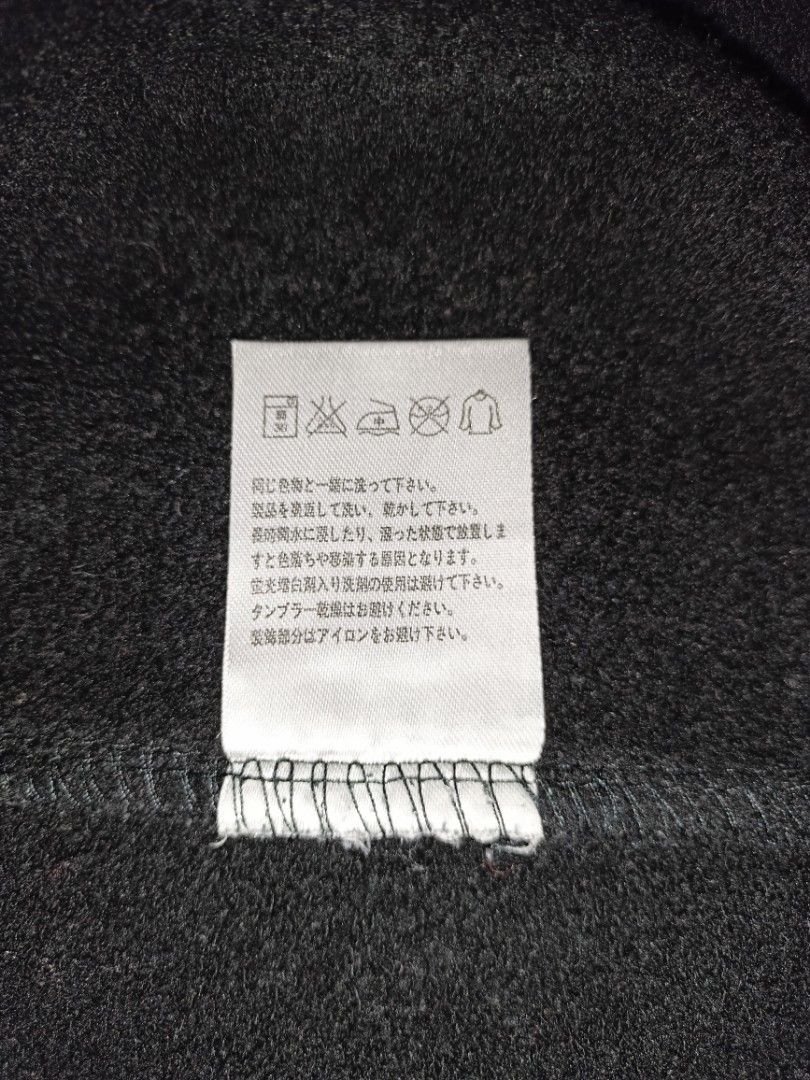 弱
30
中
同じ色物と一緒に洗って下さい。
製品を裏返して洗い、乾かして下さい。
長時間水に浸したり、湿った状態で放置しま
すと色落ちや移染する原因となります。
蛍光増白剤入り洗剤の使用は避けて下さい。
タンブラー乾燥はお避けください。
装飾部分はアイロンをお避け下さい。